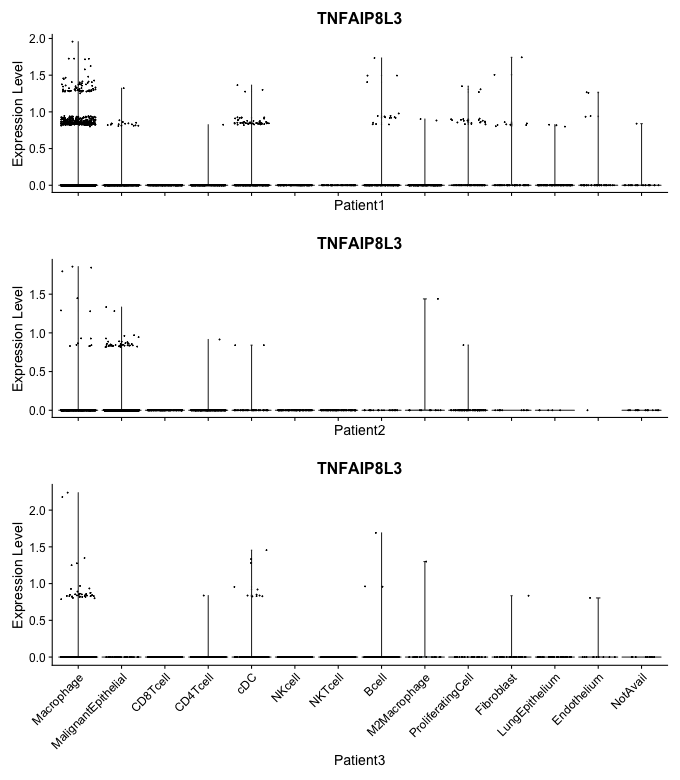 TNFAIP8L3
Expression Level
2.0
1.5
1.0
0.5
0.0
Patient1
TNFAIP8L3
Expression Level
1.5
1.0
0.5
0.0
Patient2
TNFAIP8L3
Expression Level
2.0
1.5
1.0
0.5
0.0
Macrophage
MalignantEpithelial
CD8Tcell
CD4Tcell
cDC
NKcell
NKTcell
Bcell
M2Macrophage
ProliferatingCell
Fibroblast
LungEpithelium
Endothelium
NotAvail
Patient3